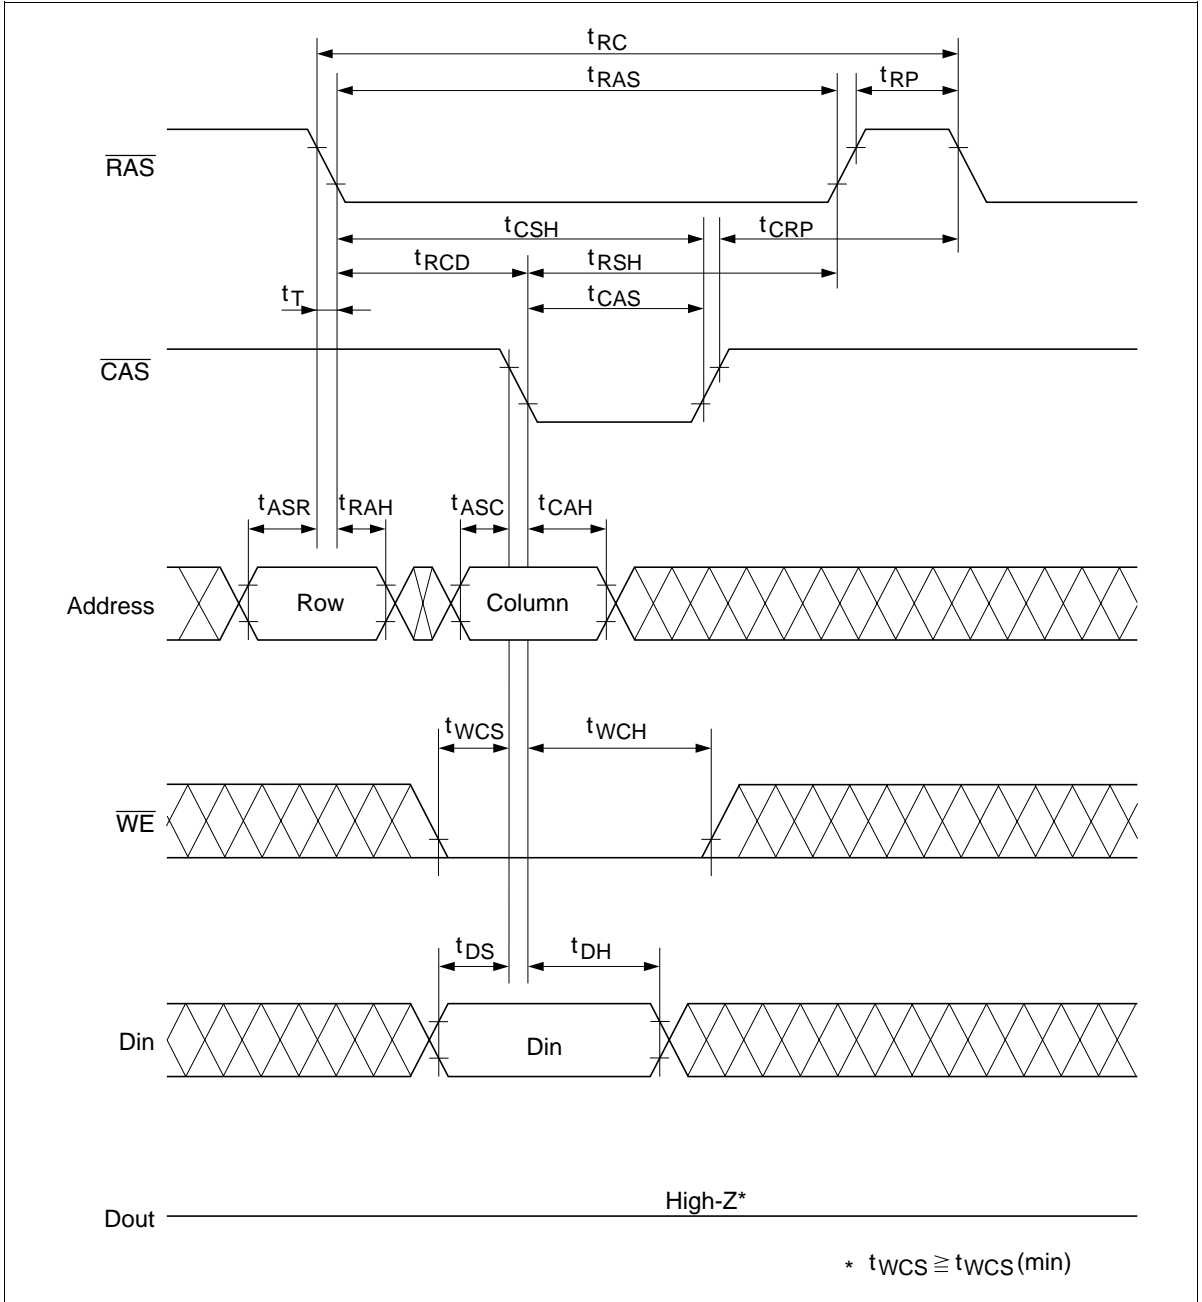 tRC
tRAS
tRP
RAS
tCSH
tCRP
tRCD
tRSH
tT
tCAS
CAS
tASR
tRAH
tASC
tCAH
Address
Row
Column
tWCS
tWCH
WE
tDS
tDH
Din
Din
High-Z*
Dout
* tWCS ≧ tWCS(min)